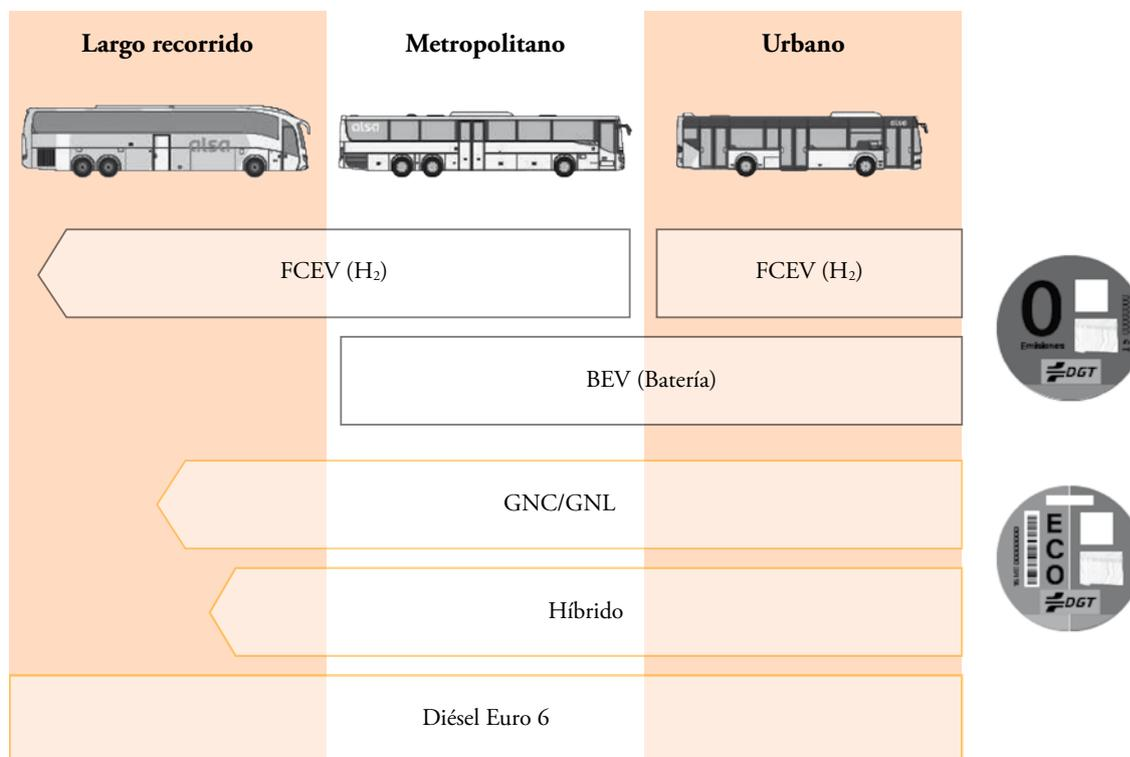 Largo recorrido
Metropolitano
Urbano
alsa
alsa
alsa
FCEV (H₂)
FCEV (H₂)
0
Emisiones
DGT
BEV (Batería)
GNC/GNL
E
C
O
DGT
Híbrido
Diésel Euro 6